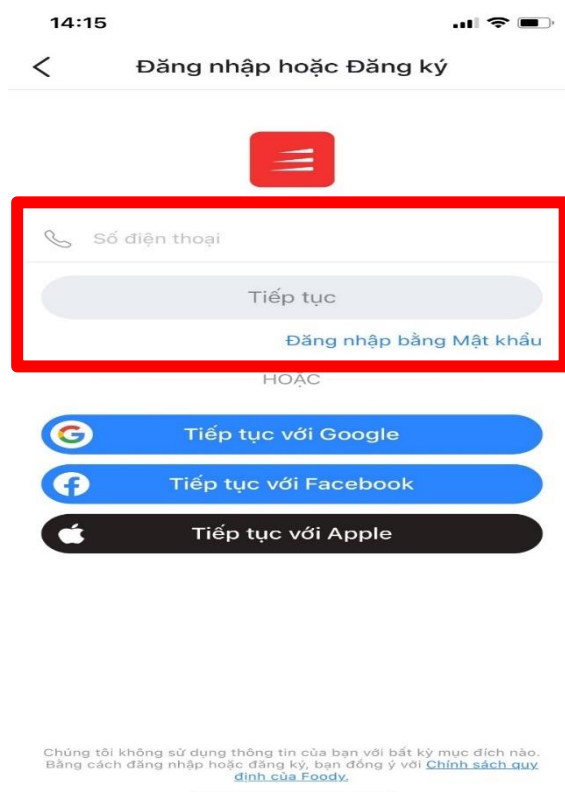 14:15
Đăng nhập hoặc Đăng ký
Số điện thoại
Tiếp tục
Đăng nhập bằng Mật khẩu
HOẶC
Tiếp tục với Google
Tiếp tục với Facebook
Tiếp tục với Apple
Chúng tôi không sử dụng thông tin của bạn với bất kỳ mục đích nào.
Bằng cách đăng nhập hoặc đăng ký, bạn đồng ý với Chính sách quy
định của Foody.